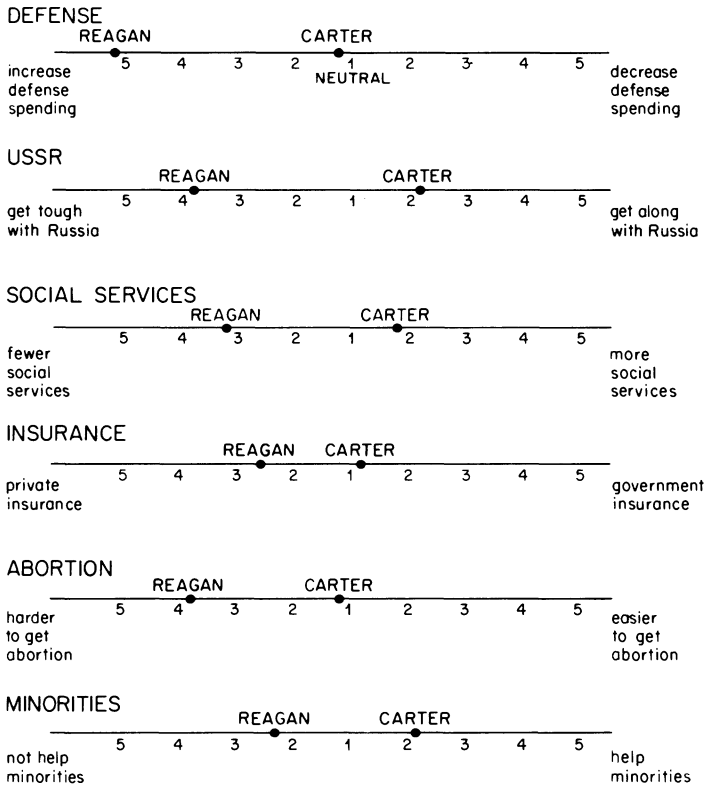 DEFENSE
REAGAN CARTER
5 4 3 2 1 2 3 4 5
NEUTRAL
increase
defense
spending
decrease
defense
spending
USSR
REAGAN CARTER
5 4 3 2 1 2 3 4 5
get tough
with Russia
get along
with Russia
SOCIAL SERVICES
REAGAN CARTER
5 4 3 2 1 2 3 4 5
fewer
social
services
more
social
services
INSURANCE
REAGAN CARTER
5 4 3 2 1 2 3 4 5
private
insurance
government
insurance
ABORTION
REAGAN CARTER
5 4 3 2 1 2 3 4 5
harder
to get
abortion
easier
to get
abortion
MINORITIES
REAGAN CARTER
5 4 3 2 1 2 3 4 5
not help
minorities
help
minorities